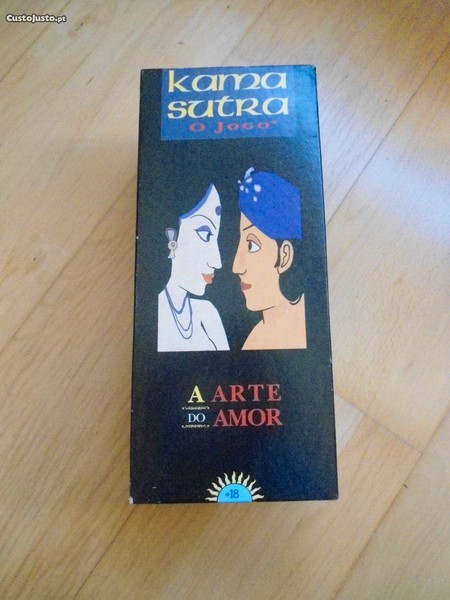 CustoJusto.pt
Kama
Sutra
O Jogo
A ARTE
DO AMOR
+18